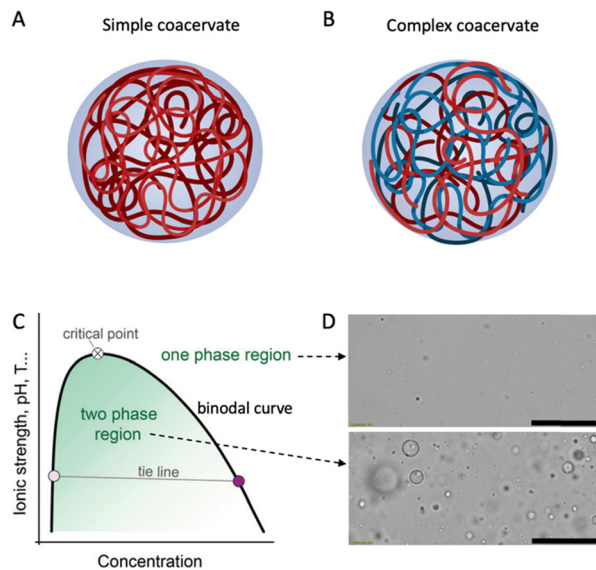 A
Simple coacervate
B
Complex coacervate
C
critical point
one phase region
two phase
region
binodal curve
tie line
Ionic strength, pH, T...
Concentration
D